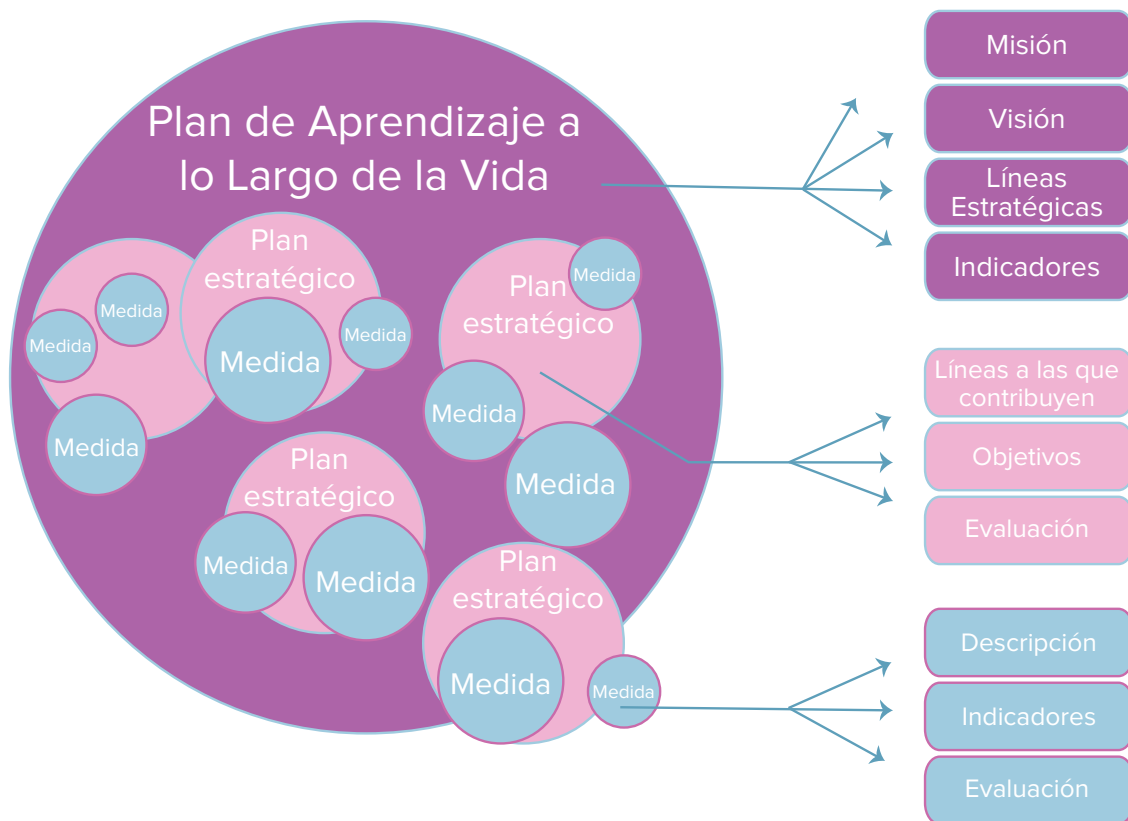 Plan de Aprendizaje a
lo Largo de la Vida
Plan
estratégico
Medida
Medida
Medida
Medida
Medida
Medida
Plan
estratégico
Medida
Medida
Medida
Plan
estratégico
Medida
Medida
Plan
estratégico
Medida
Medida
Misión
Visión
Líneas
Estratégicas
Indicadores
Líneas a las que
contribuyen
Objetivos
Evaluación
Descripción
Indicadores
Evaluación